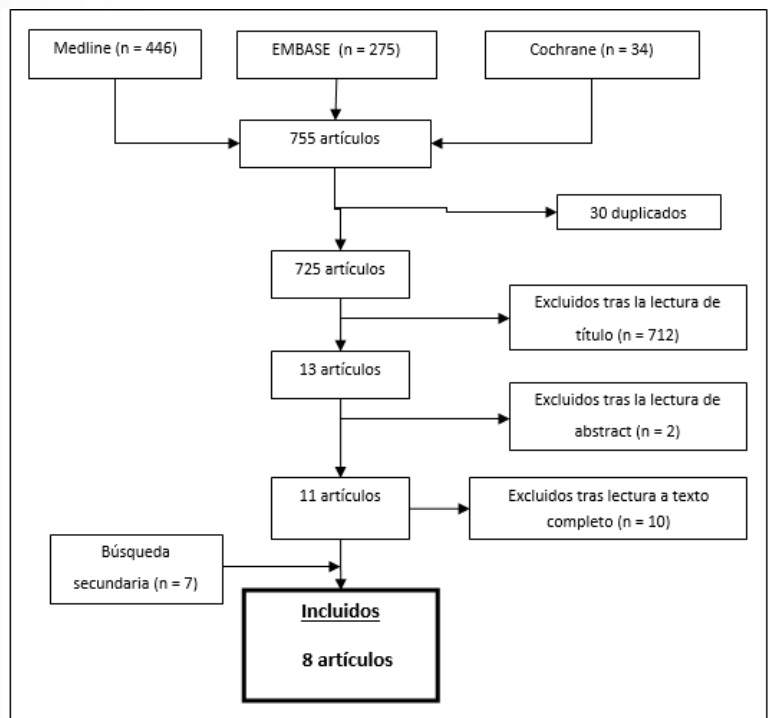 Medline (n = 446)
EMBASE (n = 275)
Cochrane (n = 34)
755 artículos
30 duplicados
725 artículos
Excluidos tras la lectura de
título (n = 712)
13 artículos
Excluidos tras la lectura de
abstract (n = 2)
11 artículos
Excluidos tras lectura a texto
completo (n = 10)
Búsqueda
secundaria (n = 7)
Incluidos
8 artículos